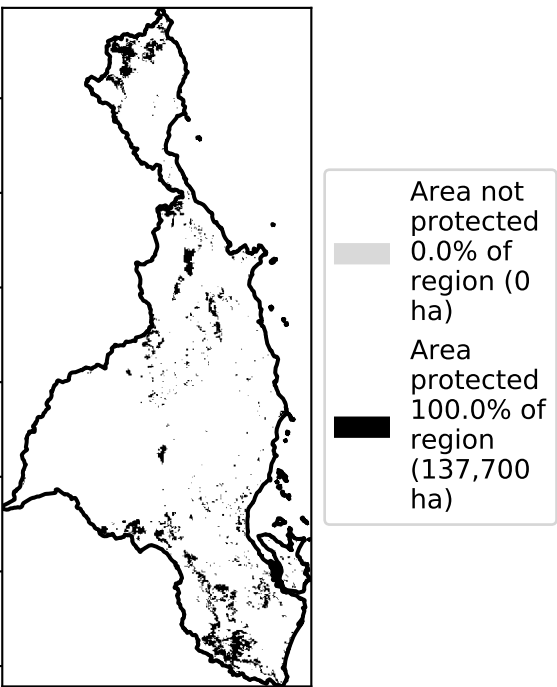 Area not
protected
0.0% of
region (0
ha)
Area
protected
100.0% of
region
(137,700
ha)